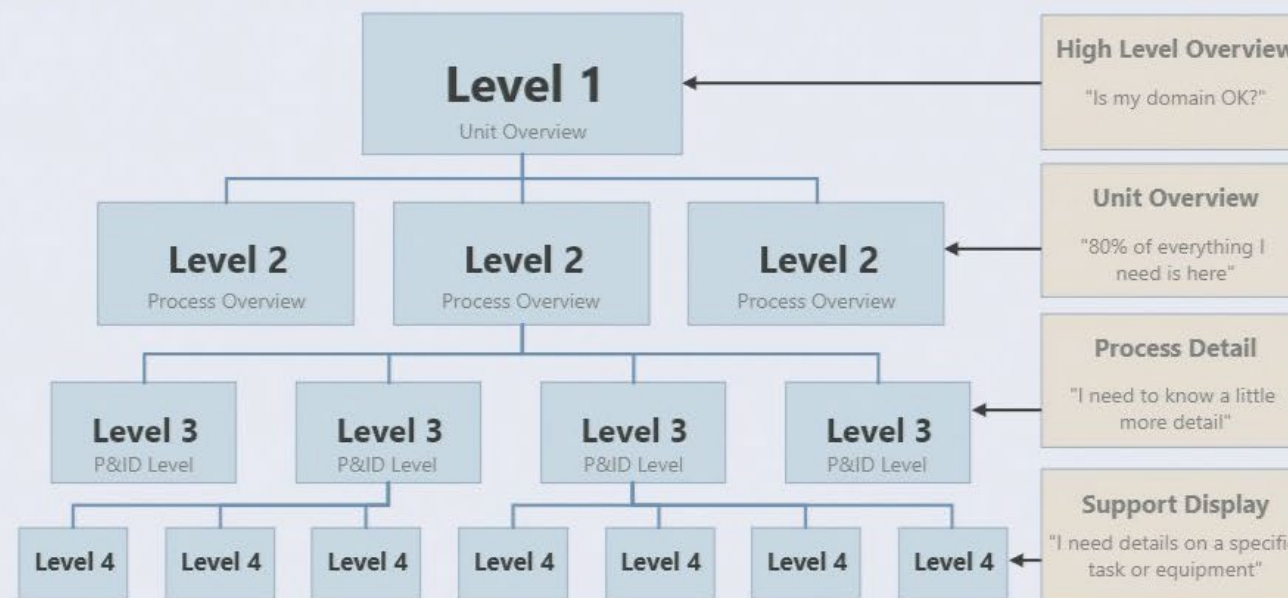 Level 1
Unit Overview
High Level Overview
"Is my domain OK?"
Level 2
Process Overview
Level 2
Process Overview
Level 2
Process Overview
Unit Overview
"80% of everything I
need is here"
Level 3
P&ID Level
Level 3
P&ID Level
Level 3
P&ID Level
Level 3
P&ID Level
Process Detail
"I need to know a little
more detail"
Level 4
Level 4
Level 4
Level 4
Level 4
Level 4
Level 4
Support Display
"I need details on a specific
task or equipment"